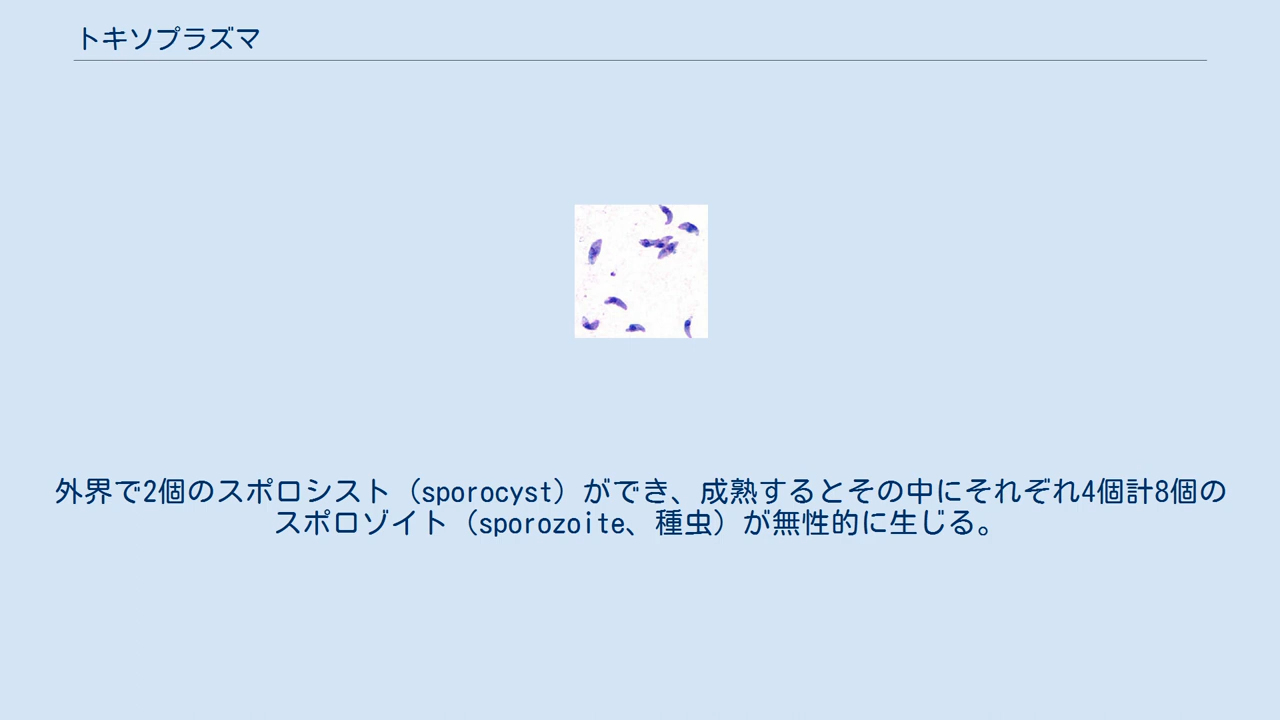 トキソプラズマ
外界で2個のスポロシスト（sporocyst）ができ、成熟するとその中にそれぞれ4個計8個の
スポロゾイト（sporozoite、種虫）が無性的に生じる。